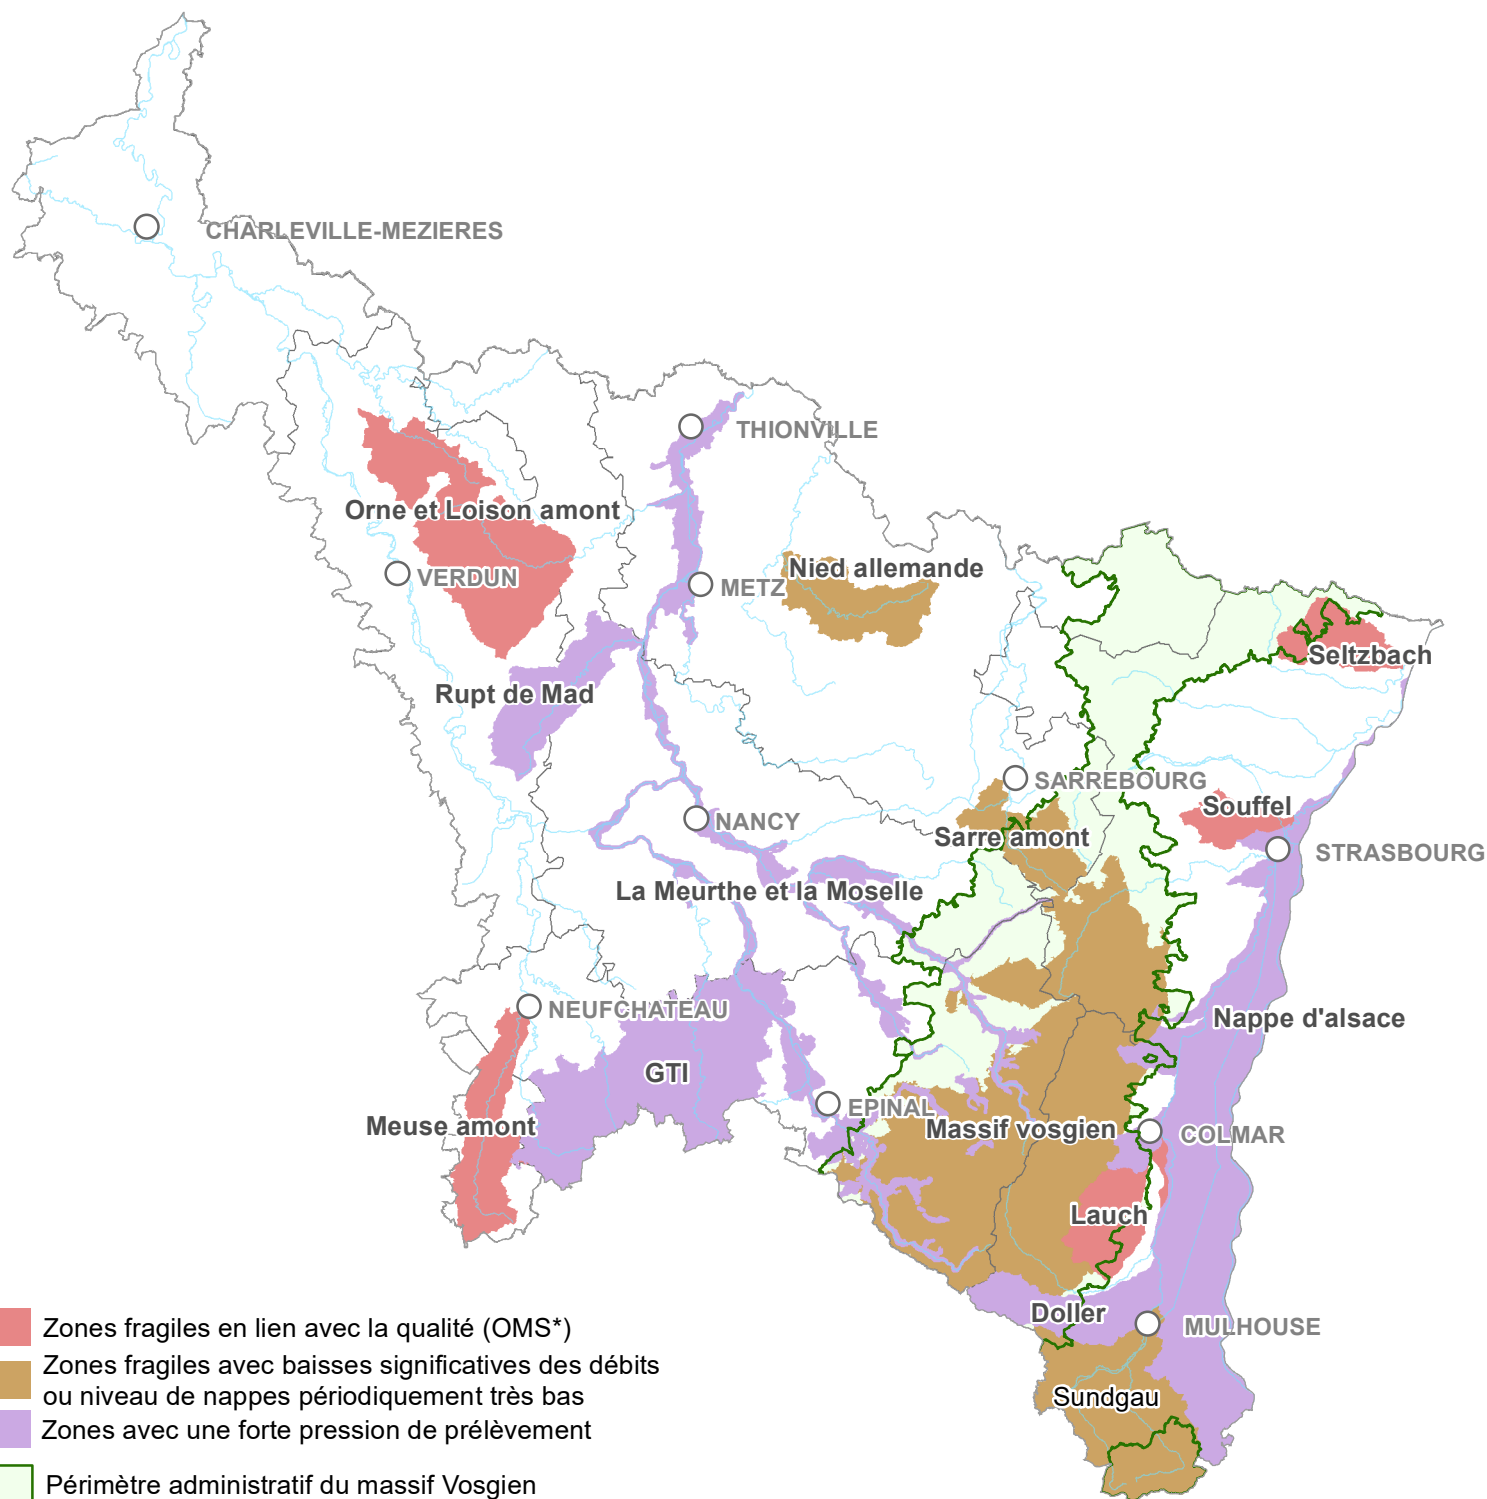 CHARLEVILLE-MEZIERES
THIONVILLE
Orne et Loison amont
Nied allemande
VERDUN
METZ
Seltzbach
Rupt de Mad
SARREBOURG
Souffel
NANCY
Sarre amont
STRASBOURG
La Meurthe et la Moselle
NEUFCHATEAU
Nappe d'alsace
GTI
EPINAL
Meuse amont
Massif vosgien
COLMAR
Lauch
Doller
MULHOUSE
Sundgau
Zones fragiles en lien avec la qualité (OMS*)
Zones fragiles avec baisses significatives des débits
ou niveau de nappes périodiquement très bas
Zones avec une forte pression de prélèvement
Périmètre administratif du massif Vosgien